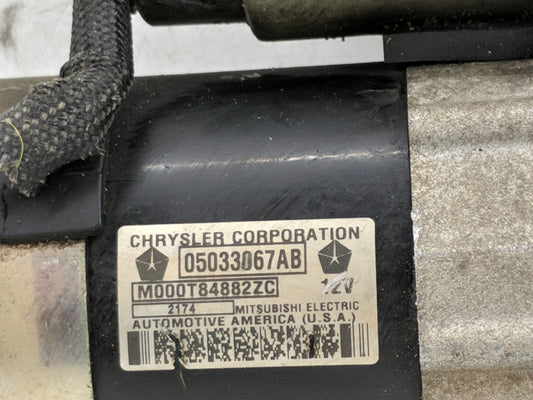 CHRYSLER CORPORATION
05033067AB
M000T84882ZC 12V
2174 MITSUBISHI ELECTRIC
AUTOMOTIVE AMERICA (U.S.A.)